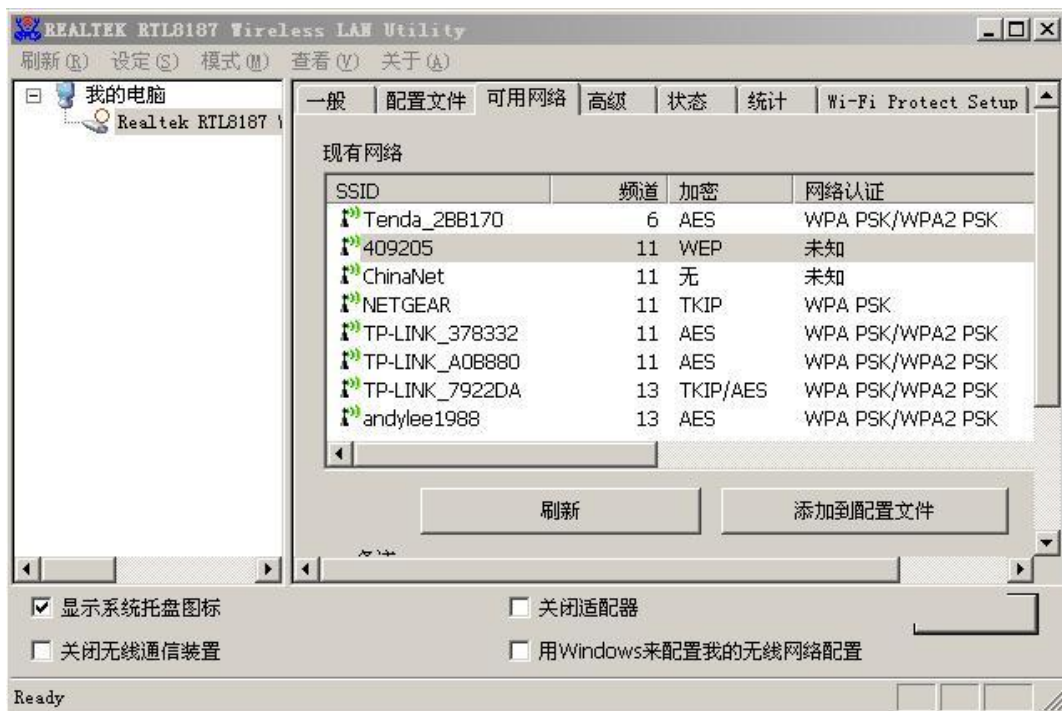 REALTEK RTL8187 Wireless LAN Utility
刷新(R) 设定(S) 模式(M) 查看(V) 关于(A)
我的电脑
Realtek RTL8187
一般 配置文件 可用网络 高级 状态 统计 Wi-Fi Protect Setup
现有网络
SSID 频道 加密 网络认证
Tenda_2BB170 6 AES WPA PSK/WPA2 PSK
409205 11 WEP 未知
ChinaNet 11 无 未知
NETGEAR 11 TKIP WPA PSK
TP-LINK_378332 11 AES WPA PSK/WPA2 PSK
TP-LINK_A0B880 11 AES WPA PSK/WPA2 PSK
TP-LINK_7922DA 13 TKIP/AES WPA PSK/WPA2 PSK
andylee1988 13 AES WPA PSK/WPA2 PSK
刷新 添加到配置文件
显示系统托盘图标 关闭适配器
关闭无线通信装置 用Windows来配置我的无线网络配置
Ready